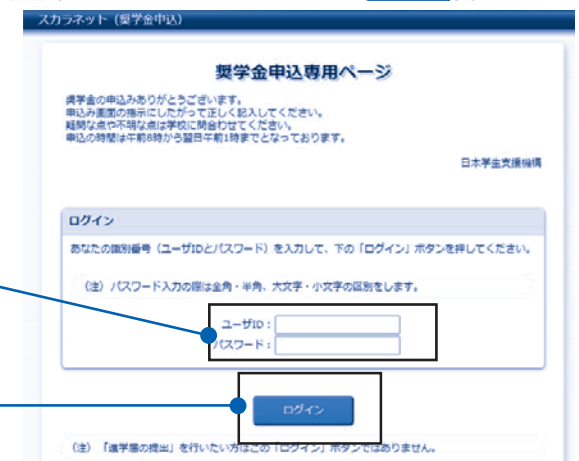 スカラネット（奨学金申込）
奨学金申込専用ページ
奨学金の申込みありがとうございます。
申込み画面の指示にしたがって正しく記入してください。
疑問な点や不明な点は学校に問合わせてください。
申込の時間は午前8時から翌日午前1時までとなっております。
日本学生支援機構
ログイン
あなたの識別番号（ユーザIDとパスワード）を入力して、下の「ログイン」ボタンを押してください。
（注）パスワード入力の際は全角・半角、大文字・小文字の区別をします。
ユーザID：
パスワード：
ログイン
（注）「進学届の提出」を行いたい方はこの「ログイン」ボタンではありません。